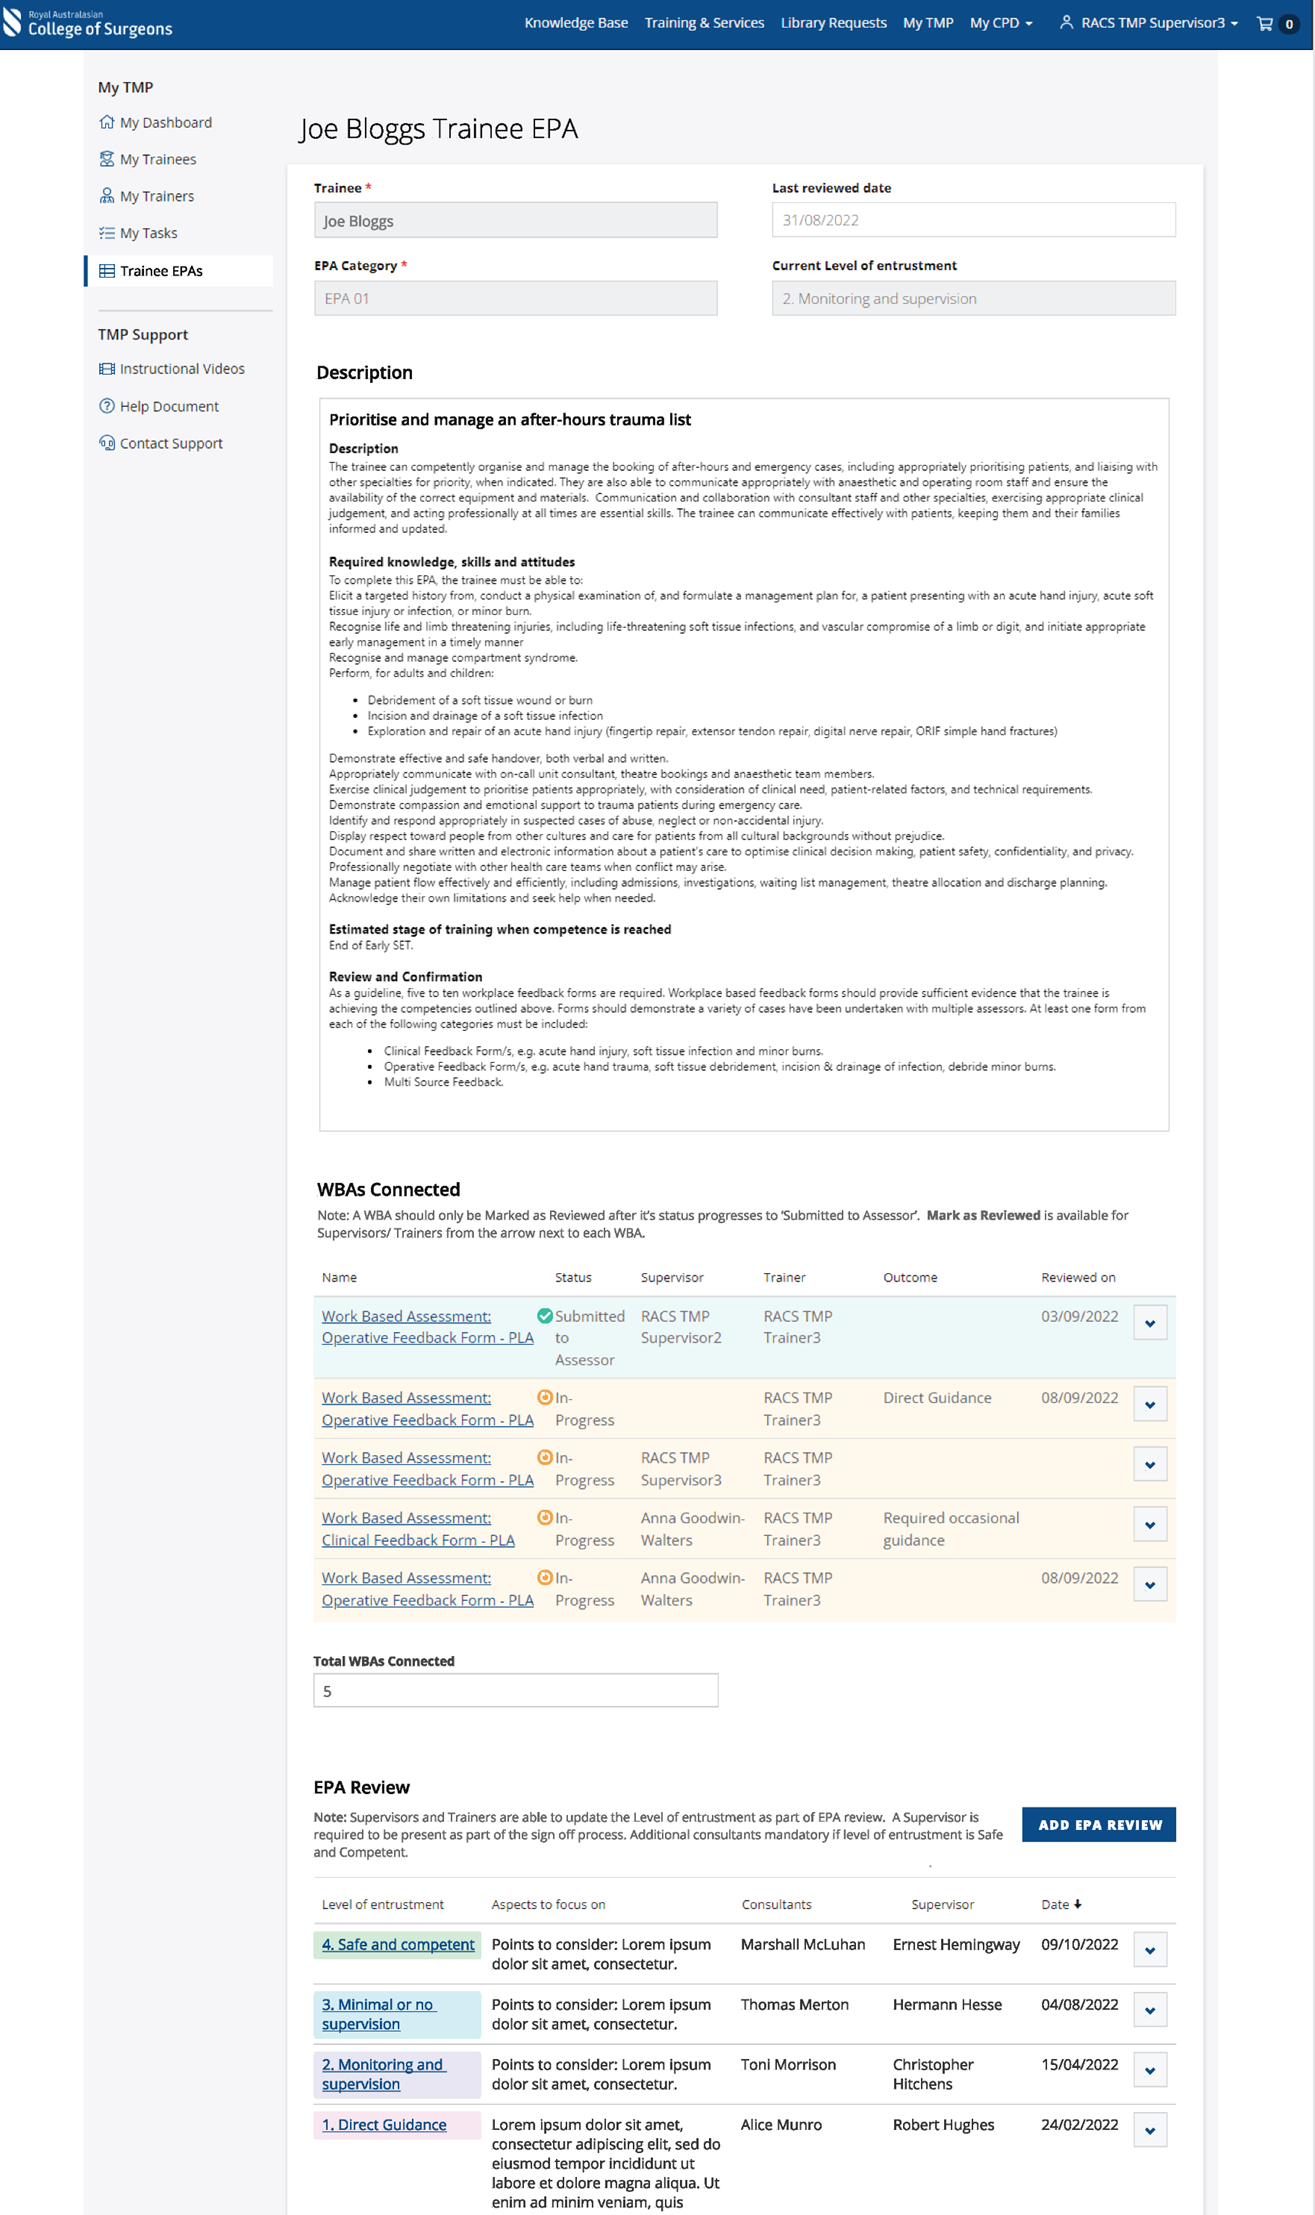 Royal Australasian
College of Surgeons
Knowledge Base Training & Services Library Requests My TMP My CPD RACS TMP Supervisor3 0
My TMP
My Dashboard
My Trainees
My Trainers
My Tasks
Trainee EPAs
TMP Support
Instructional Videos
Help Document
Contact Support
Joe Bloggs Trainee EPA
Trainee *
Joe Bloggs
Last reviewed date
31/08/2022
EPA Category *
EPA 01
Current Level of entrustment
2. Monitoring and supervision
Description
Prioritise and manage an after-hours trauma list
Description
The trainee can competently organise and manage the booking of after-hours and emergency cases, including appropriately prioritising patients, and liaising with
other specialties for priority, when indicated. They are also able to communicate appropriately with anaesthetic and operating room staff and ensure the
availability of the correct equipment and materials. Communication and collaboration with consultant staff and other specialties, exercising appropriate clinical
judgement, and acting professionally at all times are essential skills. The trainee can communicate effectively with patients, keeping them and their families
informed and updated.
Required knowledge, skills and attitudes
To complete this EPA, the trainee must be able to:
Elicit a targeted history from, conduct a physical examination of, and formulate a management plan for, a patient presenting with an acute hand injury, acute soft
tissue injury or infection, or minor burn.
Recognise life and limb threatening injuries, including life-threatening soft tissue infections, and vascular compromise of a limb or digit, and initiate appropriate
early management in a timely manner
Recognise and manage compartment syndrome.
Perform, for adults and children:
• Debridement of a soft tissue wound or burn
• Incision and drainage of a soft tissue infection
• Exploration and repair of an acute hand injury (fingertip repair, extensor tendon repair, digital nerve repair, ORIF simple hand fractures)
Demonstrate effective and safe handover, both verbal and written.
Appropriately communicate with on-call unit consultant, theatre bookings and anaesthetic team members.
Exercise clinical judgement to prioritise patients appropriately, with consideration of clinical need, patient-related factors, and technical requirements.
Demonstrate compassion and emotional support to trauma patients during emergency care.
Identify and respond appropriately in suspected cases of abuse, neglect or non-accidental injury.
Display respect toward people from other cultures and care for patients from all cultural backgrounds without prejudice.
Document and share written and electronic information about a patient's care to optimise clinical decision making, patient safety, confidentiality, and privacy.
Professionally negotiate with other health care teams when conflict may arise.
Manage patient flow effectively and efficiently, including admissions, investigations, waiting list management, theatre allocation and discharge planning.
Acknowledge their own limitations and seek help when needed.
Estimated stage of training when competence is reached
End of Early SET.
Review and Confirmation
As a guideline, five to ten workplace feedback forms are required. Workplace based feedback forms should provide sufficient evidence that the trainee is
achieving the competencies outlined above. Forms should demonstrate a variety of cases have been undertaken with multiple assessors. At least one form from
each of the following categories must be included:
• Clinical Feedback Form/s, e.g. acute hand injury, soft tissue infection and minor burns.
• Operative Feedback Form/s, e.g. acute hand trauma, soft tissue debridement, incision & drainage of infection, debride minor burns.
• Multi Source Feedback.
WBAs Connected
Note: A WBA should only be Marked as Reviewed after it's status progresses to 'Submitted to Assessor'. Mark as Reviewed is available for
Supervisors/ Trainers from the arrow next to each WBA.
Name Status Supervisor Trainer Outcome Reviewed on
Work Based Assessment: Submitted RACS TMP RACS TMP 03/09/2022
Operative Feedback Form - PLA to Supervisor2 Trainer3
Assessor
Work Based Assessment: In- RACS TMP Direct Guidance 08/09/2022
Operative Feedback Form - PLA Progress Trainer3
Work Based Assessment: In- RACS TMP RACS TMP
Operative Feedback Form - PLA Progress Supervisor3 Trainer3
Work Based Assessment: In- Anna Goodwin- RACS TMP Required occasional
Clinical Feedback Form - PLA Progress Walters Trainer3 guidance
Work Based Assessment: In- Anna Goodwin- RACS TMP 08/09/2022
Operative Feedback Form - PLA Progress Walters Trainer3
Total WBAs Connected
5
EPA Review
Note: Supervisors and Trainers are able to update the Level of entrustment as part of EPA review. A Supervisor is
required to be present as part of the sign off process. Additional consultants mandatory if level of entrustment is Safe
and Competent.
ADD EPA REVIEW
Level of entrustment Aspects to focus on Consultants Supervisor Date
4. Safe and competent Points to consider: Lorem ipsum Marshall McLuhan Ernest Hemingway 09/10/2022
dolor sit amet, consectetur.
3. Minimal or no Points to consider: Lorem ipsum Thomas Merton Hermann Hesse 04/08/2022
supervision dolor sit amet, consectetur.
2. Monitoring and Points to consider: Lorem ipsum Toni Morrison Christopher 15/04/2022
supervision dolor sit amet, consectetur. Hitchens
1. Direct Guidance Lorem ipsum dolor sit amet, Alice Munro Robert Hughes 24/02/2022
consectetur adipiscing elit, sed do
eiusmod tempor incididunt ut
labore et dolore magna aliqua. Ut
enim ad minim veniam, quis